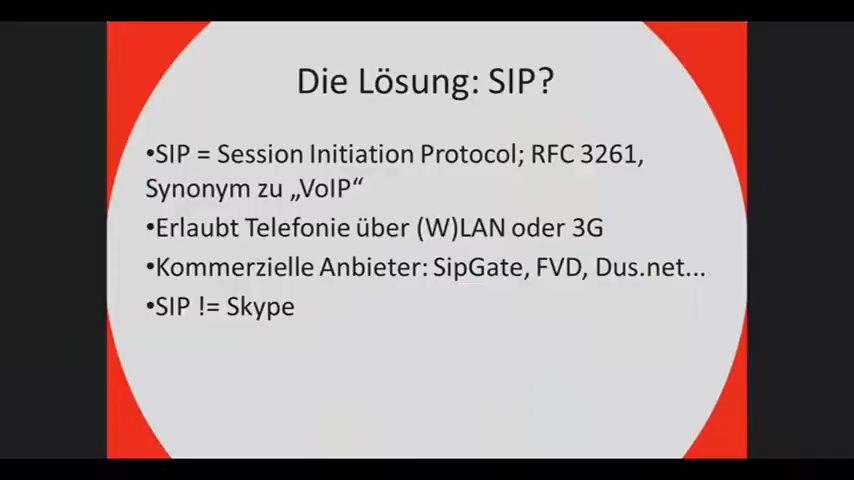 Die Lösung: SIP?
•SIP = Session Initiation Protocol; RFC 3261,
Synonym zu „VoIP“
•Erlaubt Telefonie über (W)LAN oder 3G
•Kommerzielle Anbieter: SipGate, FVD, Dus.net...
•SIP != Skype